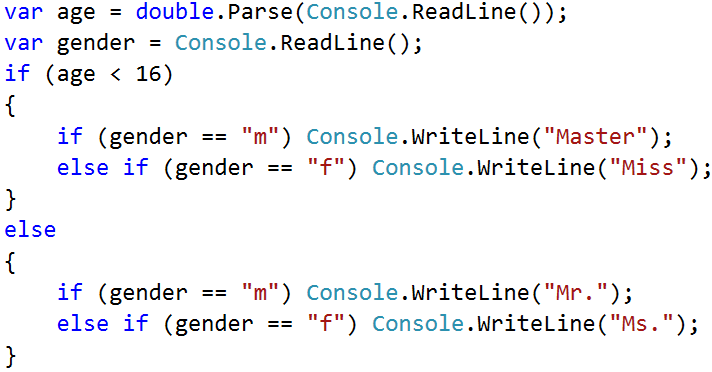 var age = double.Parse(Console.ReadLine());
var gender = Console.ReadLine();
if (age < 16)
{
    if (gender == "m") Console.WriteLine("Master");
    else if (gender == "f") Console.WriteLine("Miss");
}
else
{
    if (gender == "m") Console.WriteLine("Mr.");
    else if (gender == "f") Console.WriteLine("Ms.");
}